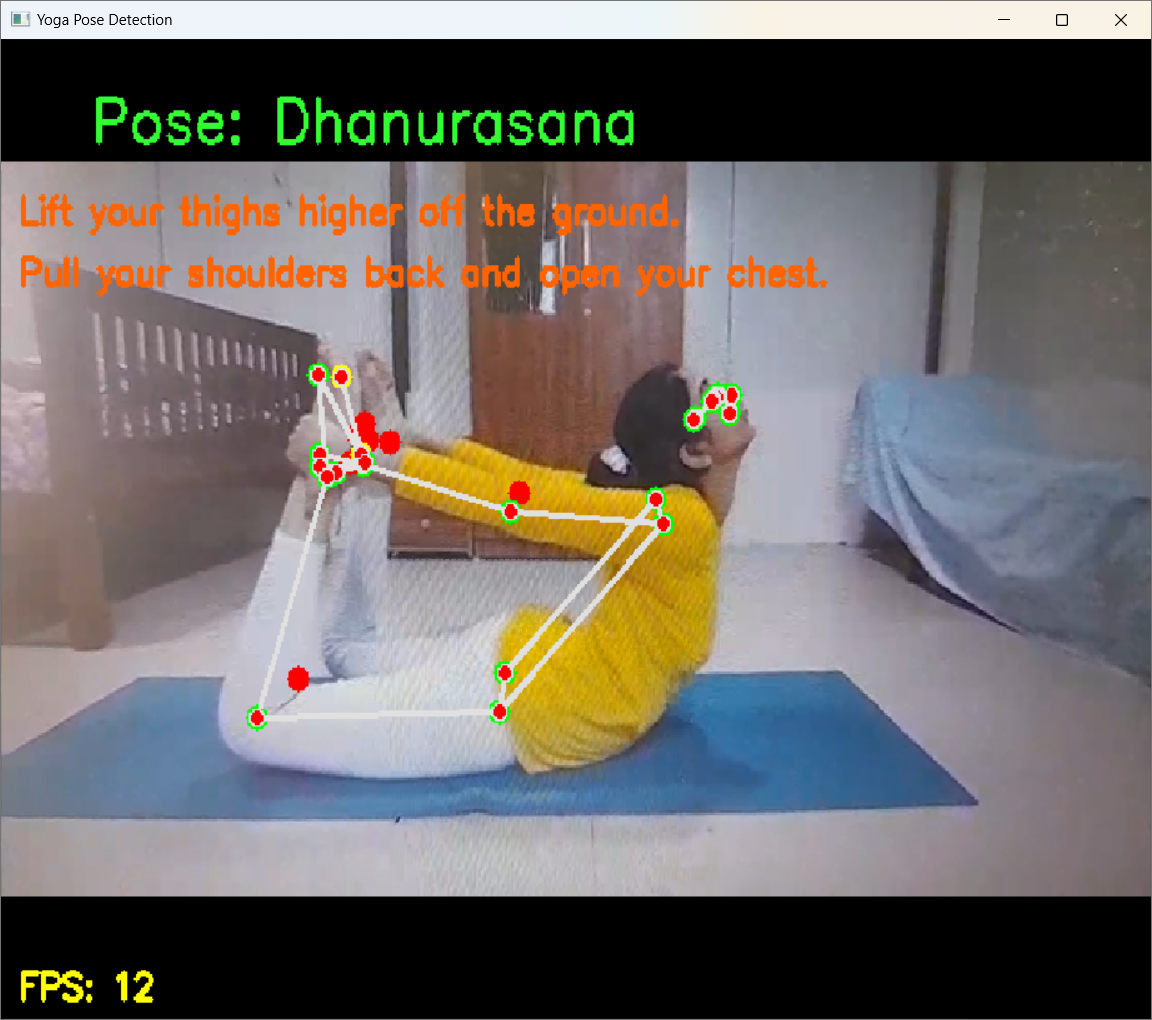 Yoga Pose Detection
Pose: Dhanurasana
Lift your thighs higher off the ground.
Pull your shoulders back and open your chest.
FPS: 12